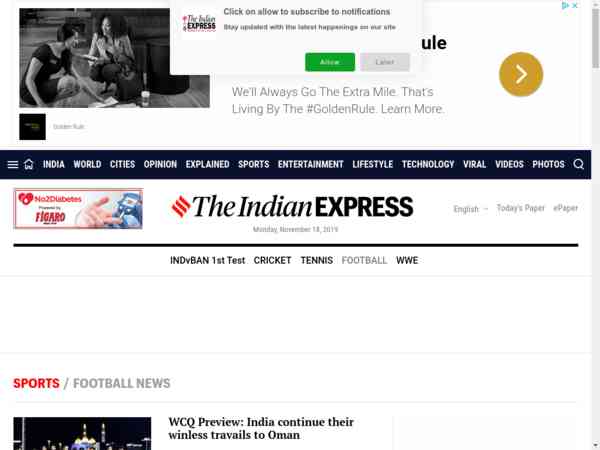 Click on allow to subscribe to notifications
The Indian
EXPRESS
Stay updated with the latest happenings on our site
Allow
Later
Rule
We'll Always Go The Extra Mile. That's
Living By The #GoldenRule. Learn More.
Golden Rule
INDIA WORLD CITIES OPINION EXPLAINED SPORTS ENTERTAINMENT LIFESTYLE TECHNOLOGY VIRAL VIDEOS PHOTOS
No2Diabetes
Powered by
FIGARO
The Indian EXPRESS
English Today's Paper ePaper
Monday, November 18, 2019
INDvBAN 1st Test CRICKET TENNIS FOOTBALL WWE
SPORTS / FOOTBALL NEWS
WCQ Preview: India continue their
winless travails to Oman